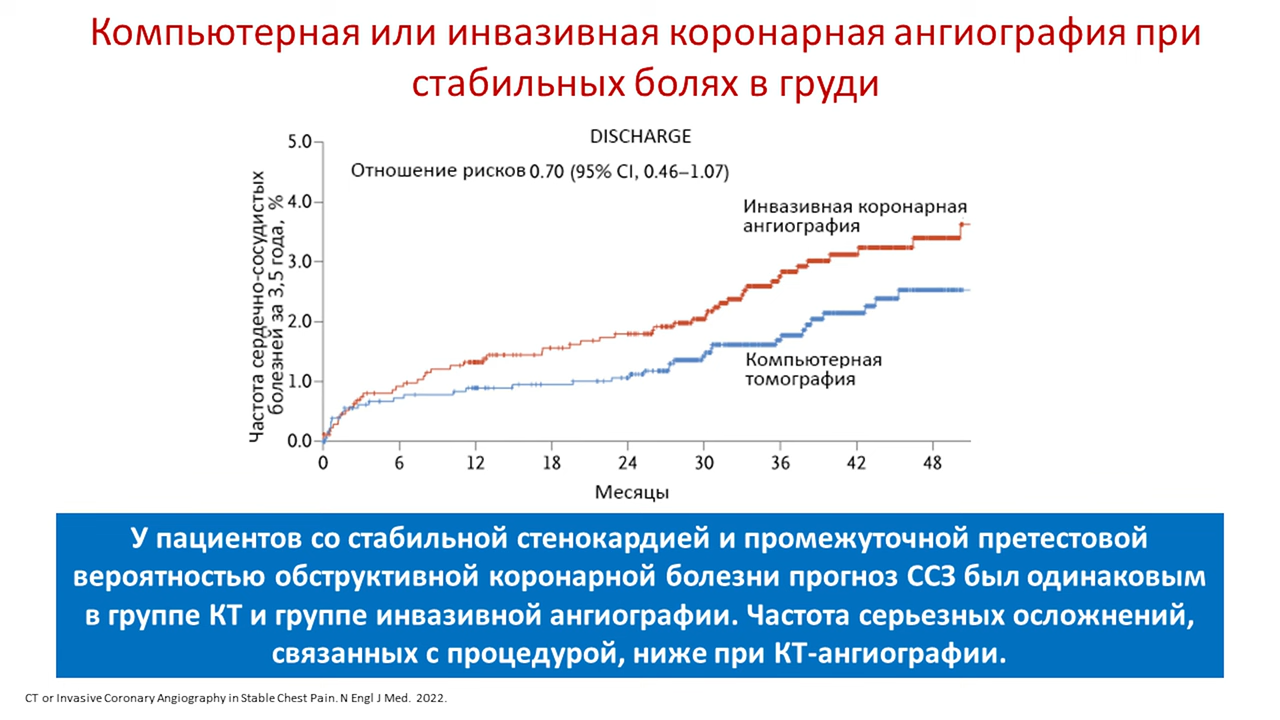 Компьютерная или инвазивная коронарная ангиография при
стабильных болях в груди
DISCHARGE
Отношение рисков 0.70 (95% CI, 0.46–1.07)
Частота сердечно-сосудистых
болезней за 3,5 года, %
5.0
4.0
3.0
2.0
1.0
0.0
Инвазивная коронарная
ангиография
Компьютерная
томография
0 6 12 18 24 30 36 42 48
Месяцы
У пациентов со стабильной стенокардией и промежуточной претестовой
вероятностью обструктивной коронарной болезни прогноз ССЗ был одинаковым
в группе КТ и группе инвазивной ангиографии. Частота серьезных осложнений,
связанных с процедурой, ниже при КТ-ангиографии.
CT or Invasive Coronary Angiography in Stable Chest Pain. N Engl J Med. 2022.